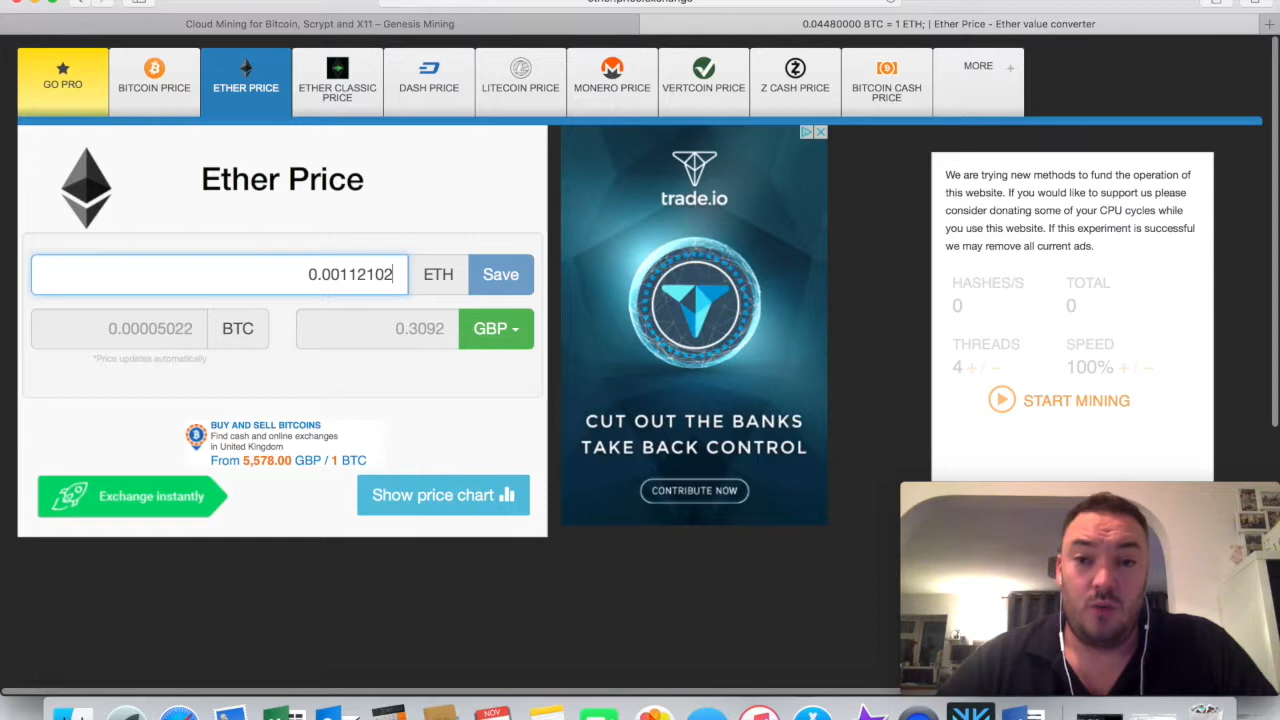 Cloud Mining for Bitcoin, Scrypt and X11 – Genesis Mining
0.04480000 BTC = 1 ETH; | Ether Price - Ether value converter
GO PRO
BITCOIN PRICE
ETHER PRICE
ETHER CLASSIC
PRICE
DASH PRICE
LITECOIN PRICE
MONERO PRICE
VERTCOIN PRICE
Z CASH PRICE
BITCOIN CASH
PRICE
MORE +
Ether Price
0.00112102 ETH Save
0.00005022 BTC 0.3092 GBP
*Price updates automatically
BUY AND SELL BITCOINS
Find cash and online exchanges
in United Kingdom
From 5,578.00 GBP / 1 BTC
Exchange instantly
Show price chart
trade.io
CUT OUT THE BANKS
TAKE BACK CONTROL
CONTRIBUTE NOW
We are trying new methods to fund the operation of
this website. If you would like to support us please
consider donating some of your CPU cycles while
you use this website. If this experiment is successful
we may remove all current ads.
HASHES/S TOTAL
0 0
THREADS SPEED
4 + / − 100% + / −
START MINING
NOV